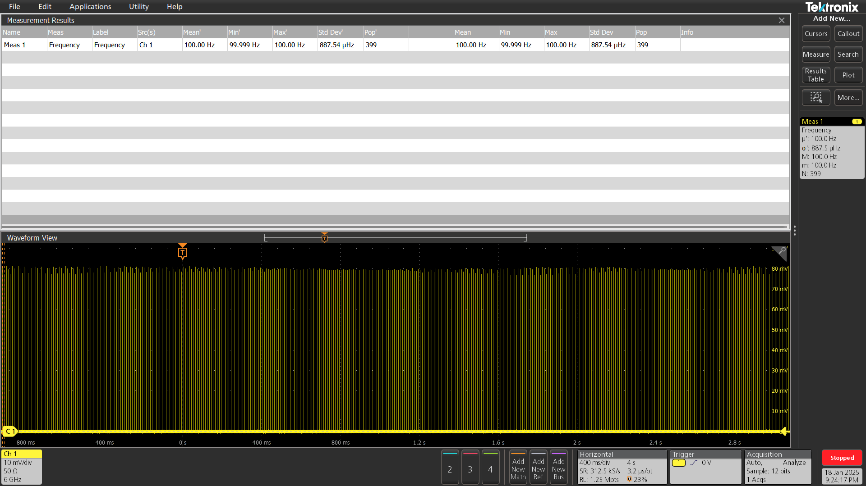 File Edit Applications Utility Help
Tektronix
Measurement Results
Add New...
Name Meas Label Src(s) Mean' Min' Max' Std Dev' Pop' Mean Min Max Std Dev Pop Info
Meas 1 Frequency Frequency Ch 1 100.00 Hz 99.999 Hz 100.00 Hz 887.54 µHz 399 100.00 Hz 99.999 Hz 100.00 Hz 887.54 µHz 399
Cursors Callout
Measure Search
Results Table Plot
More...
Meas 1
Frequency
µ': 100.0 Hz
σ': 887.5 µHz
M: 100.0 Hz
m: 100.0 Hz
N: 399
Waveform View
T
T
80 mV
70 mV
60 mV
50 mV
40 mV
30 mV
20 mV
10 mV
C 1
800 ms 400 ms 0 s 400 ms 800 ms 1.2 s 1.6 s 2 s 2.4 s 2.8 s
Ch 1
10 mV/div
50 Ω
6 GHz
2 3 4
Add New Math
Add New Ref
Add New Bus
Horizontal
400 ms/div 4 s
SR: 312.5 kS/s 3.2 µs/pt
RL: 1.25 Mpts 23%
Trigger
1 0 V
Acquisition
Auto, Analyze
Sample: 12 bits
1 Acqs
Stopped
18 Jan 2025
9:24:17 PM